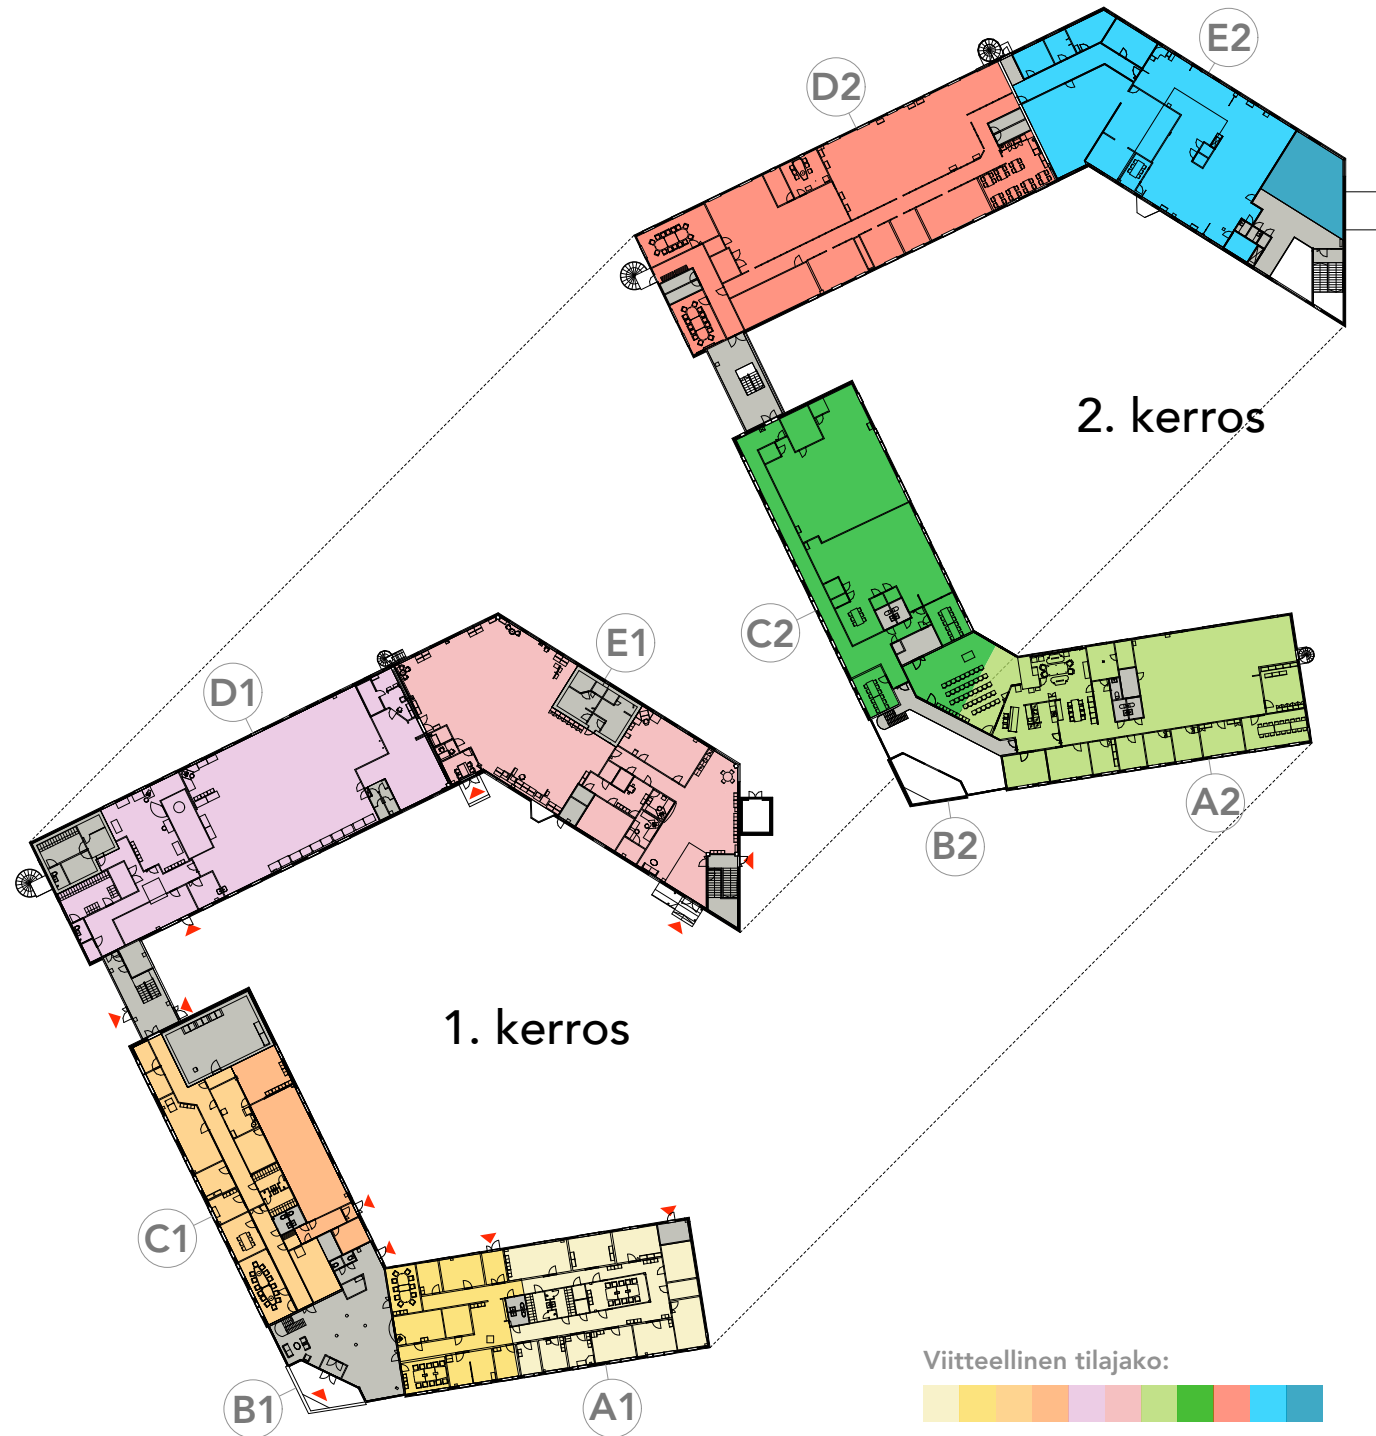 E2
D2
2. kerros
C2
E1
D1
A2
B2
1. kerros
C1
B1
A1
Viitteellinen tilajako: